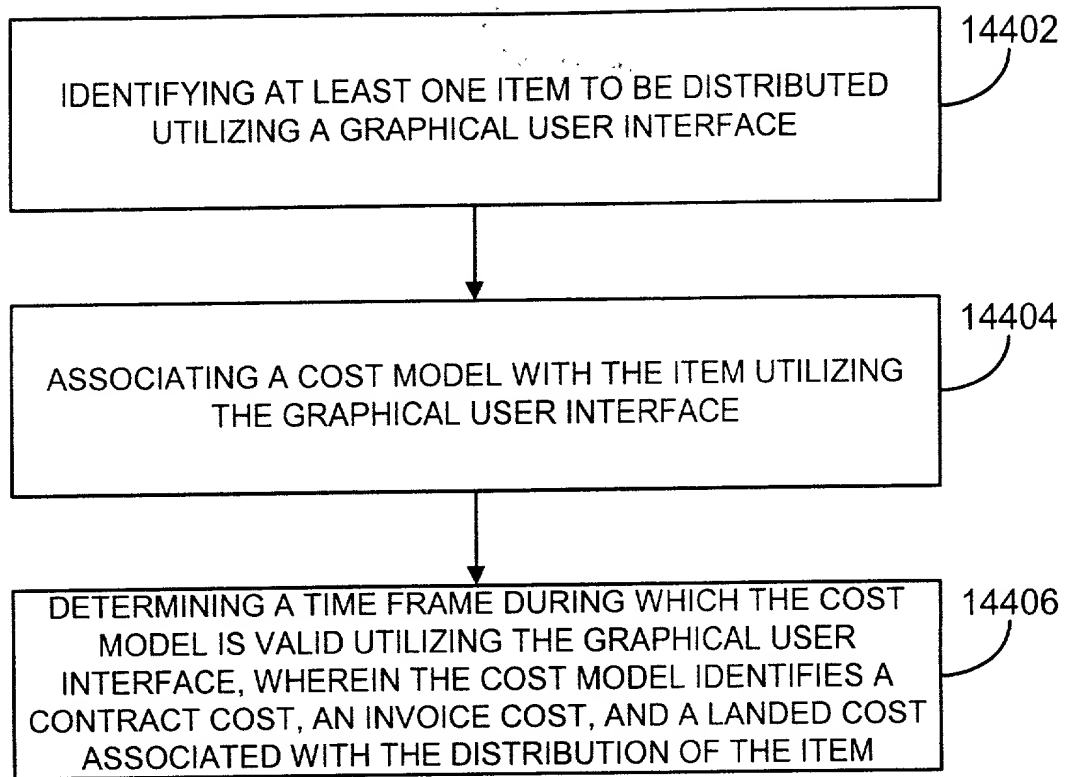 14402
IDENTIFYING AT LEAST ONE ITEM TO BE DISTRIBUTED
UTILIZING A GRAPHICAL USER INTERFACE
14404
ASSOCIATING A COST MODEL WITH THE ITEM UTILIZING
THE GRAPHICAL USER INTERFACE
14406
DETERMINING A TIME FRAME DURING WHICH THE COST
MODEL IS VALID UTILIZING THE GRAPHICAL USER
INTERFACE, WHEREIN THE COST MODEL IDENTIFIES A
CONTRACT COST, AN INVOICE COST, AND A LANDED COST
ASSOCIATED WITH THE DISTRIBUTION OF THE ITEM